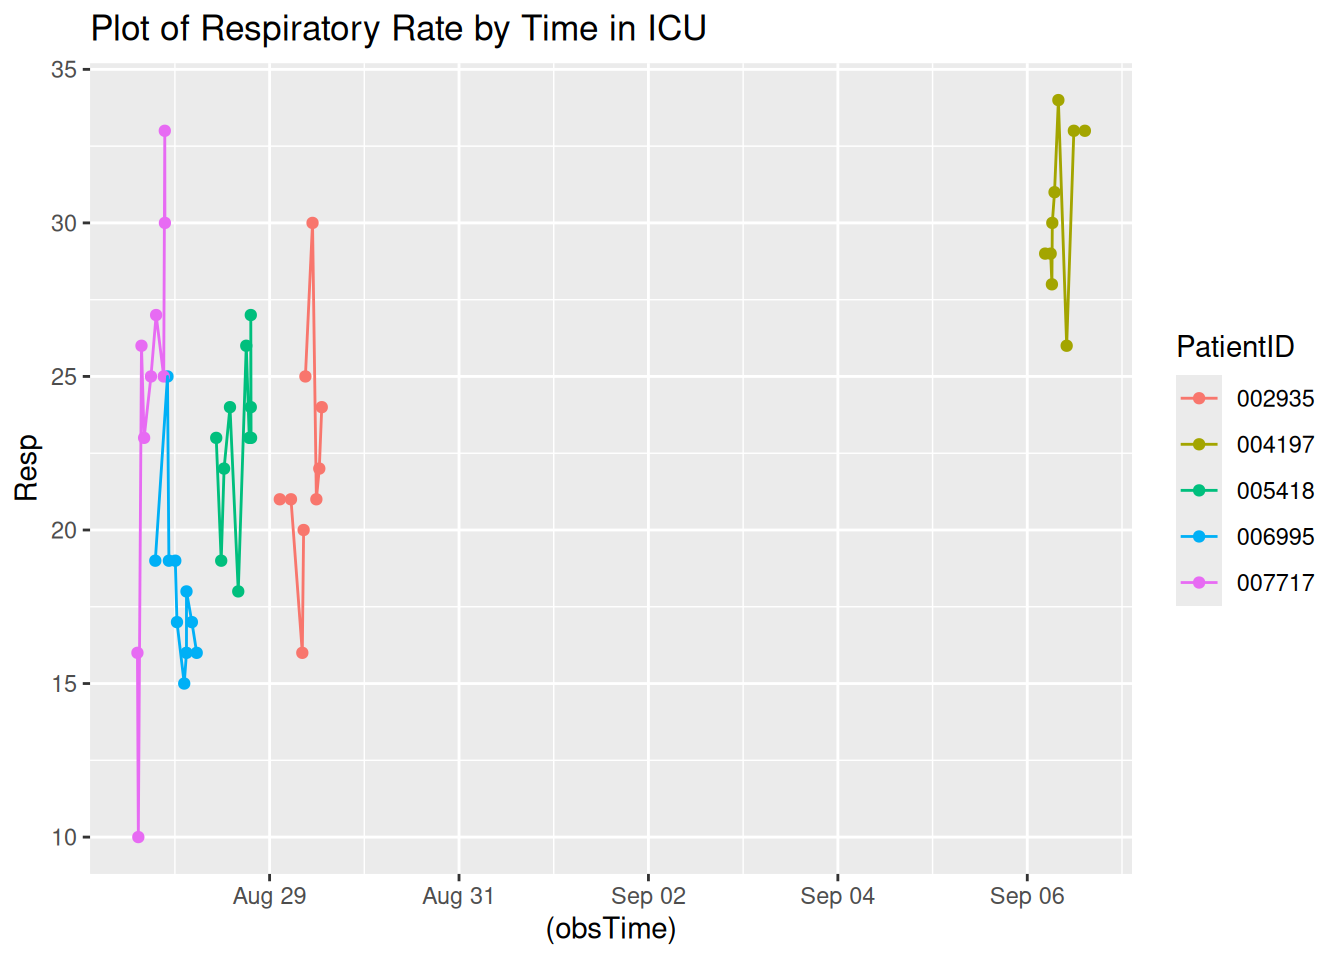 Plot of Respiratory Rate by Time in ICU
35
30
25
20
15
10
Resp
Aug 29
Aug 31
Sep 02
Sep 04
Sep 06
(obsTime)
PatientID
002935
004197
005418
006995
007717